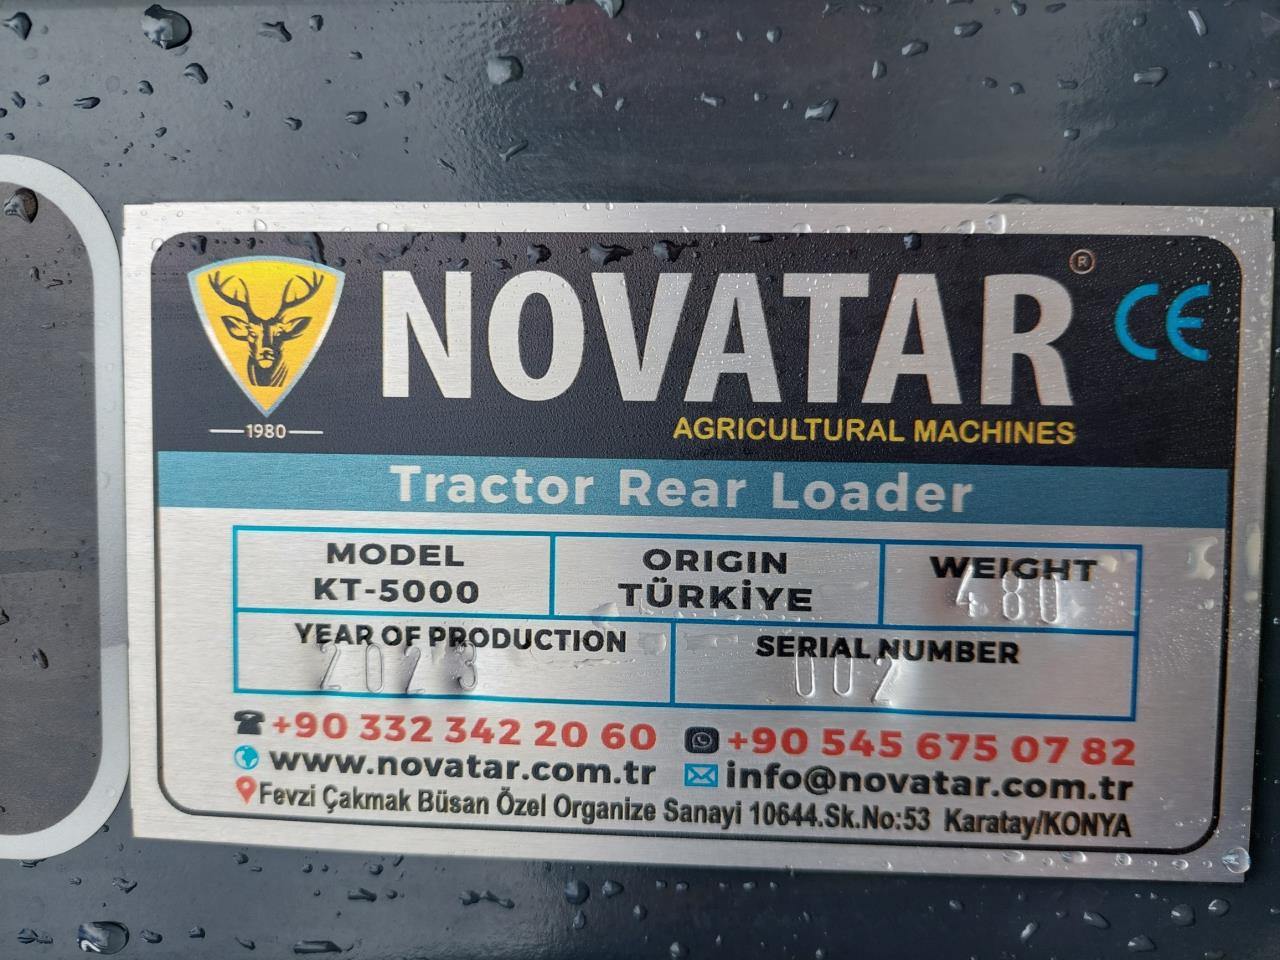 NOVATAR ®
CE
1980
AGRICULTURAL MACHINES
Tractor Rear Loader
MODEL
KT-5000
ORIGIN
TÜRKİYE
WEIGHT
480
YEAR OF PRODUCTION
2023
SERIAL NUMBER
002
+90 332 342 20 60
+90 545 675 07 82
www.novatar.com.tr
info@novatar.com.tr
Fevzi Çakmak Büsan Özel Organize Sanayi 10644.Sk.No:53 Karatay/KONYA